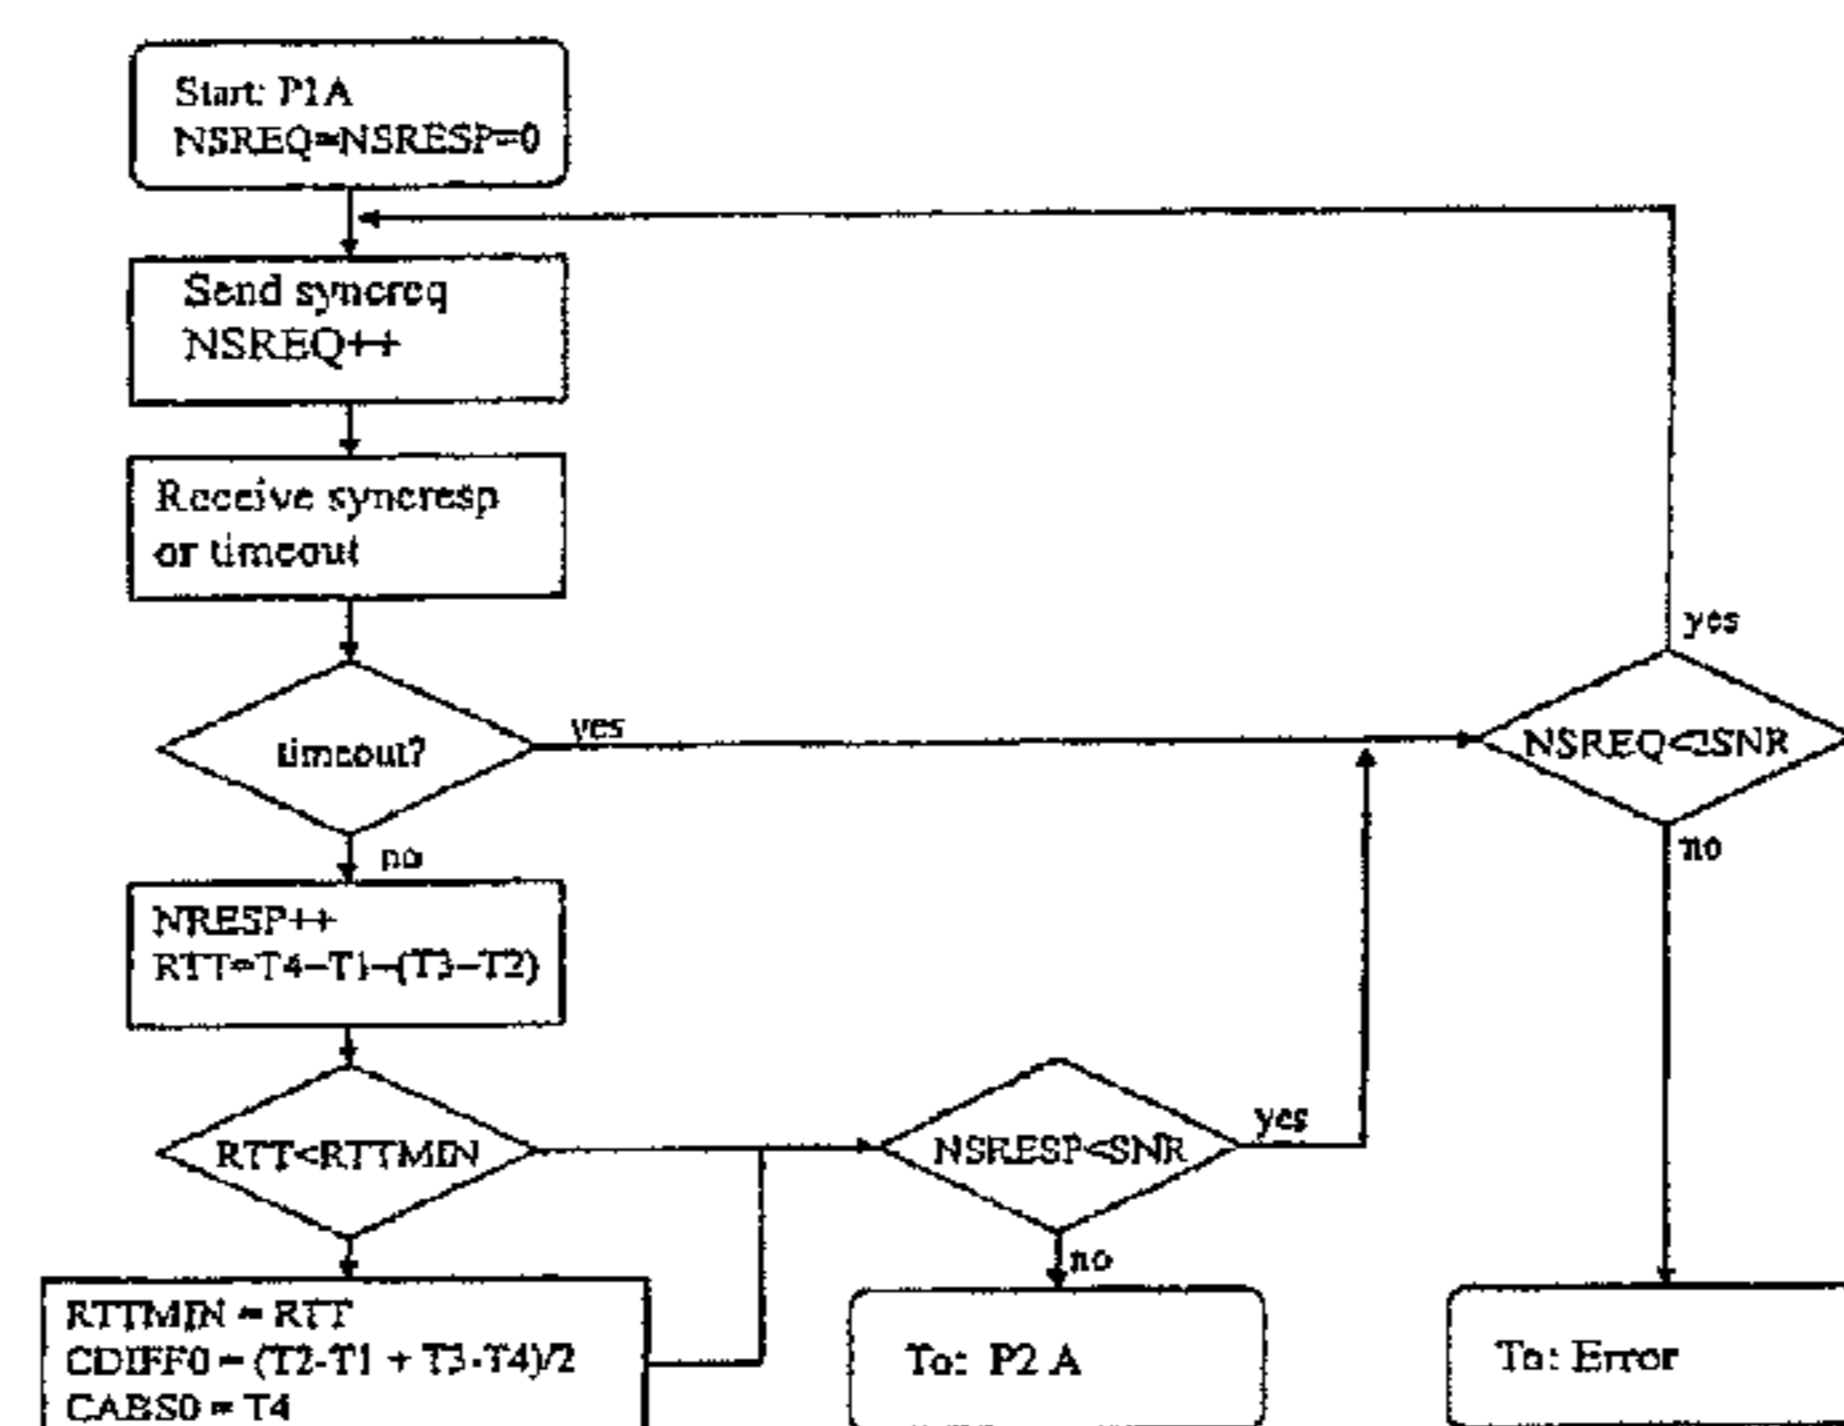 Start: P1A
NSREQ=NSRESP=0
Send syncreq
NSREQ++
Receive syncresp
or timeout
timeout?
yes
no
NRESP++
RTT=T4-T1-(T3-T2)
RTT<RTTMIN
RTTMIN = RTT
CDIFF0 = (T2-T1 + T3-T4)/2
CABS0 = T4
NSRESP<SNR
yes
no
To: P2A
NSREQ<2SNR
yes
no
To: Error